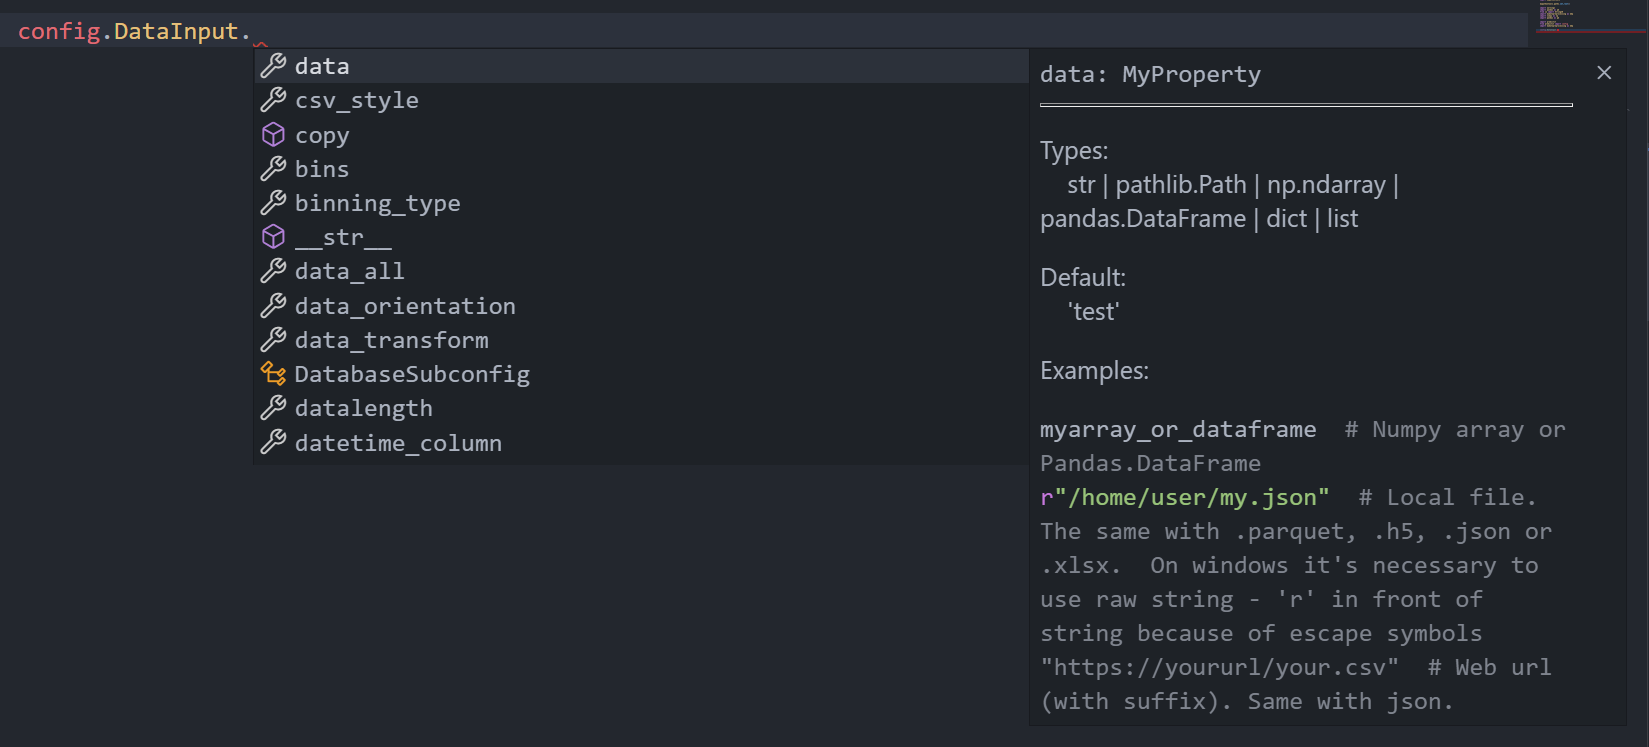 config.DataInput.
data
csv_style
copy
bins
binning_type
__str__
data_all
data_orientation
data_transform
DatabaseSubconfig
datalength
datetime_column
data: MyProperty
Types:
str | pathlib.Path | np.ndarray |
pandas.DataFrame | dict | list
Default:
'test'
Examples:
myarray_or_dataframe  # Numpy array or
Pandas.DataFrame
r"/home/user/my.json"  # Local file.
The same with .parquet, .h5, .json or
.xlsx.  On windows it's necessary to
use raw string - 'r' in front of
string because of escape symbols
"https://yoururl/your.csv"  # Web url
(with suffix). Same with json.